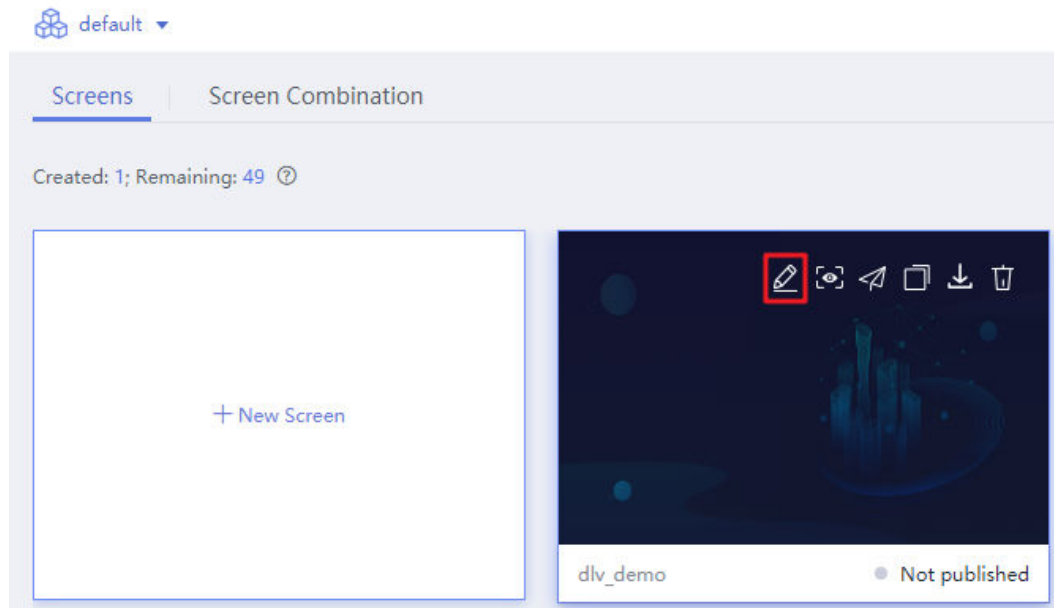 default
Screens Screen Combination
Created: 1; Remaining: 49
+ New Screen
dlv_demo Not published